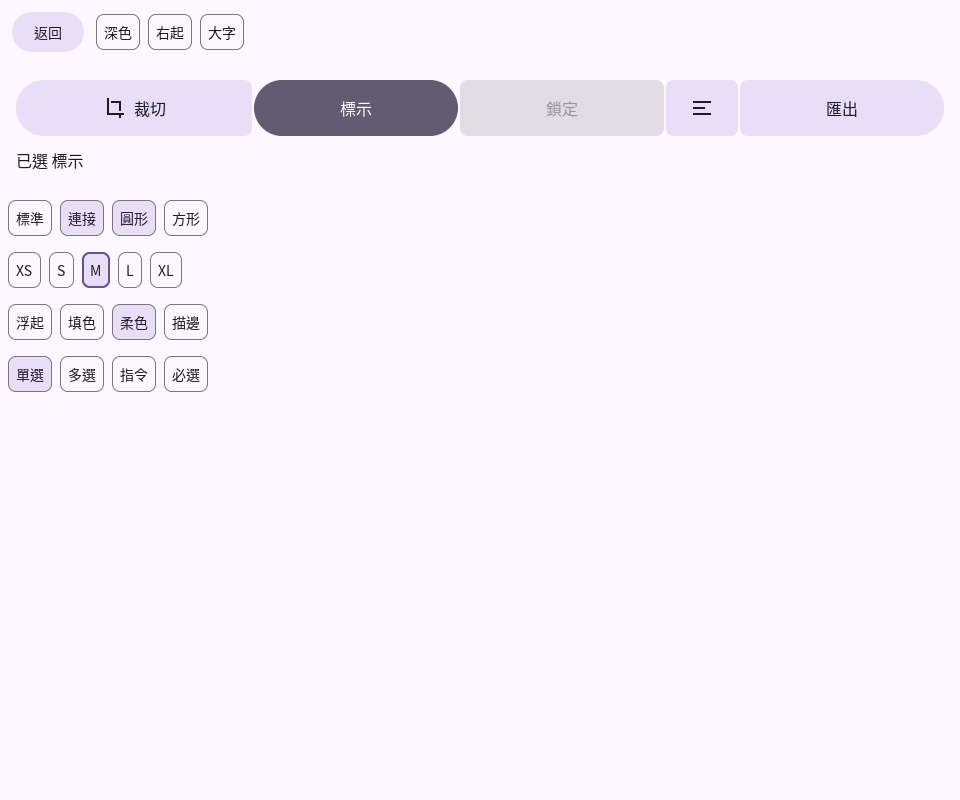 返回 深色 右起 大字
裁切 標示 鎖定 匯出
已選 標示
標準 連接 圓形 方形
XS S M L XL
浮起 填色 柔色 描邊
單選 多選 指令 必選